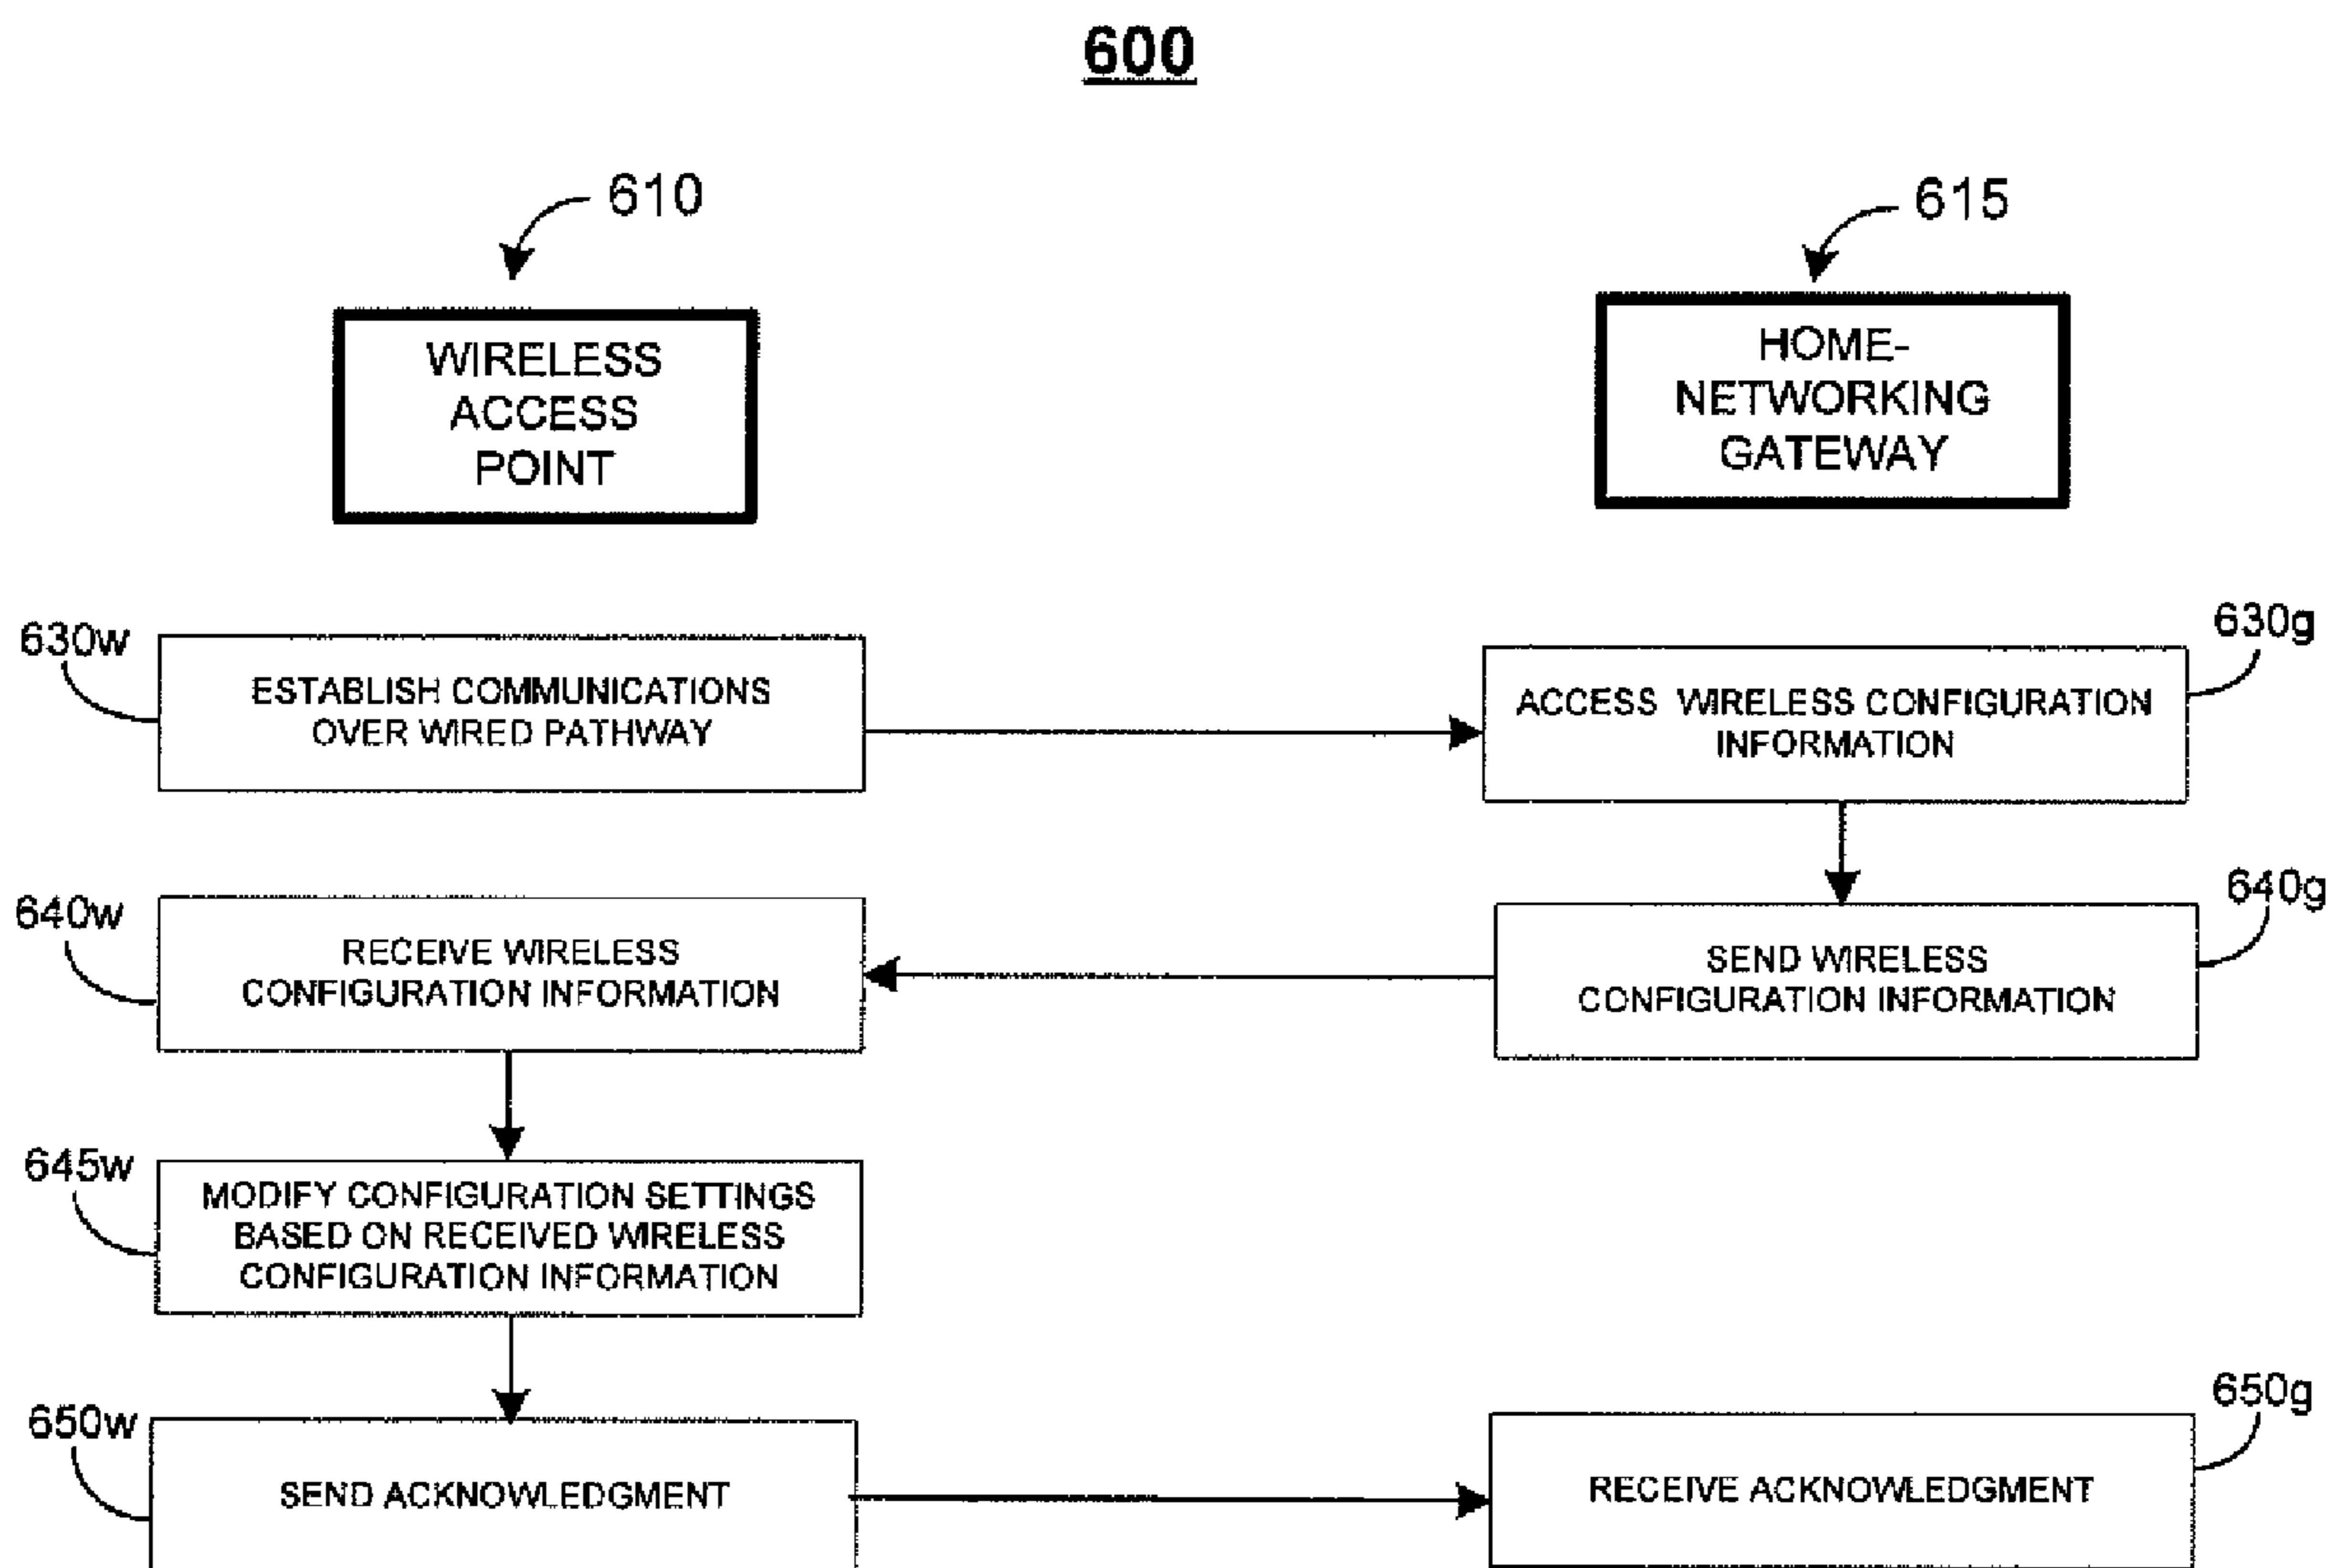 600
610
615
WIRELESS
ACCESS
POINT
HOME-
NETWORKING
GATEWAY
630w
ESTABLISH COMMUNICATIONS
OVER WIRED PATHWAY
630g
ACCESS WIRELESS CONFIGURATION
INFORMATION
640w
RECEIVE WIRELESS
CONFIGURATION INFORMATION
640g
SEND WIRELESS
CONFIGURATION INFORMATION
645w
MODIFY CONFIGURATION SETTINGS
BASED ON RECEIVED WIRELESS
CONFIGURATION INFORMATION
650w
SEND ACKNOWLEDGMENT
650g
RECEIVE ACKNOWLEDGMENT